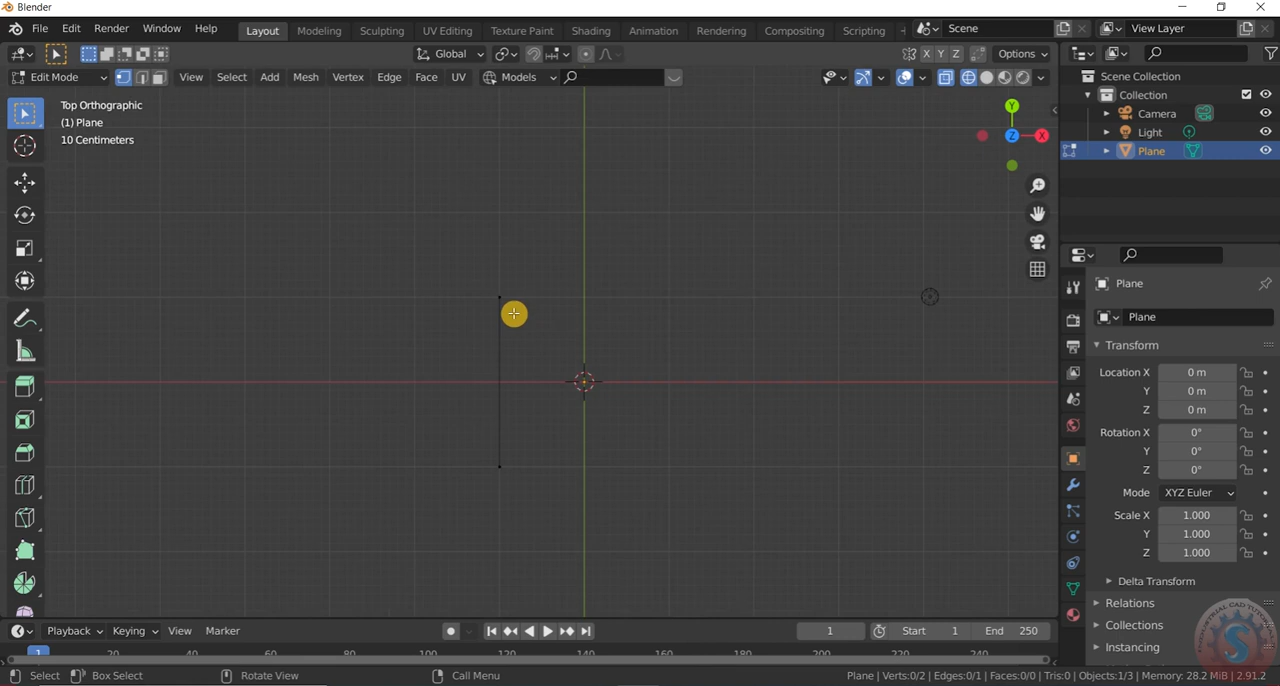 Blender
File Edit Render Window Help Layout Modeling Sculpting UV Editing Texture Paint Shading Animation Rendering Compositing Scripting Scene View Layer
Global X Y Z Options
Edit Mode View Select Add Mesh Vertex Edge Face UV Models
Top Orthographic
(1) Plane
10 Centimeters
Y
Z
X
Scene Collection
Collection
Camera
Light
Plane
Plane
Plane
Transform
Location X 0 m
Y 0 m
Z 0 m
Rotation X 0°
Y 0°
Z 0°
Mode XYZ Euler
Scale X 1.000
Y 1.000
Z 1.000
Delta Transform
Relations
Collections
Instancing
Playback Keying View Marker 1 Start 1 End 250
1 20 40 60 80 100 120 140 160 180 200 220 240
Select Box Select Rotate View Call Menu Plane | Verts:0/2 | Edges:0/1 | Faces:0/0 | Tris:0 | Objects:1/3 | Memory: 28.2 MiB | 2.91.2